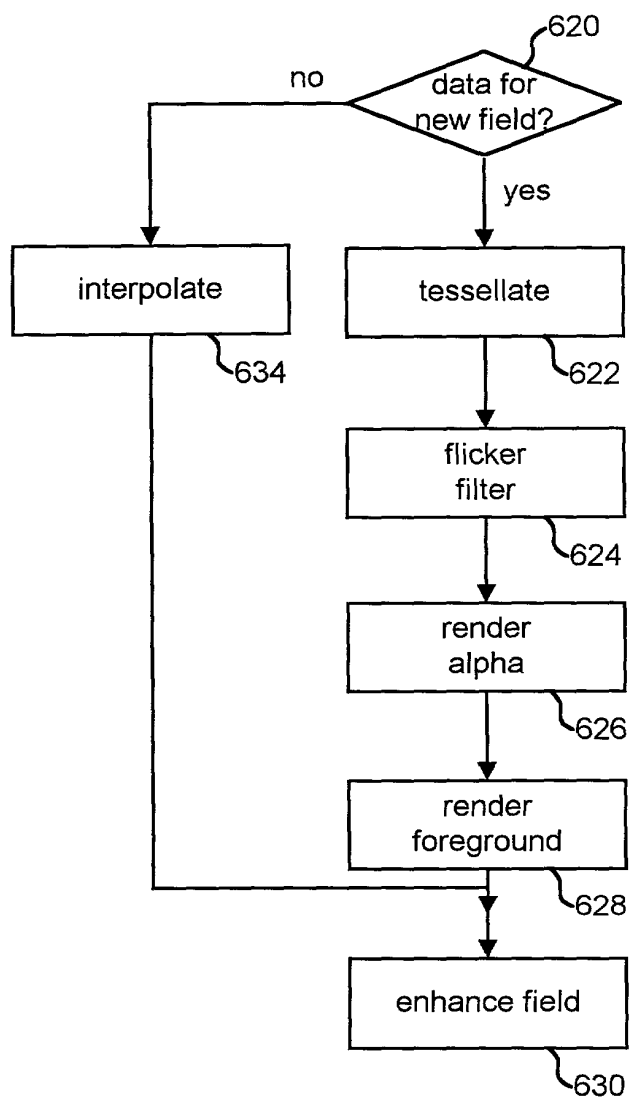 620
no
data for
new field?
yes
interpolate
tessellate
634
622
flicker
filter
624
render
alpha
626
render
foreground
628
enhance field
630